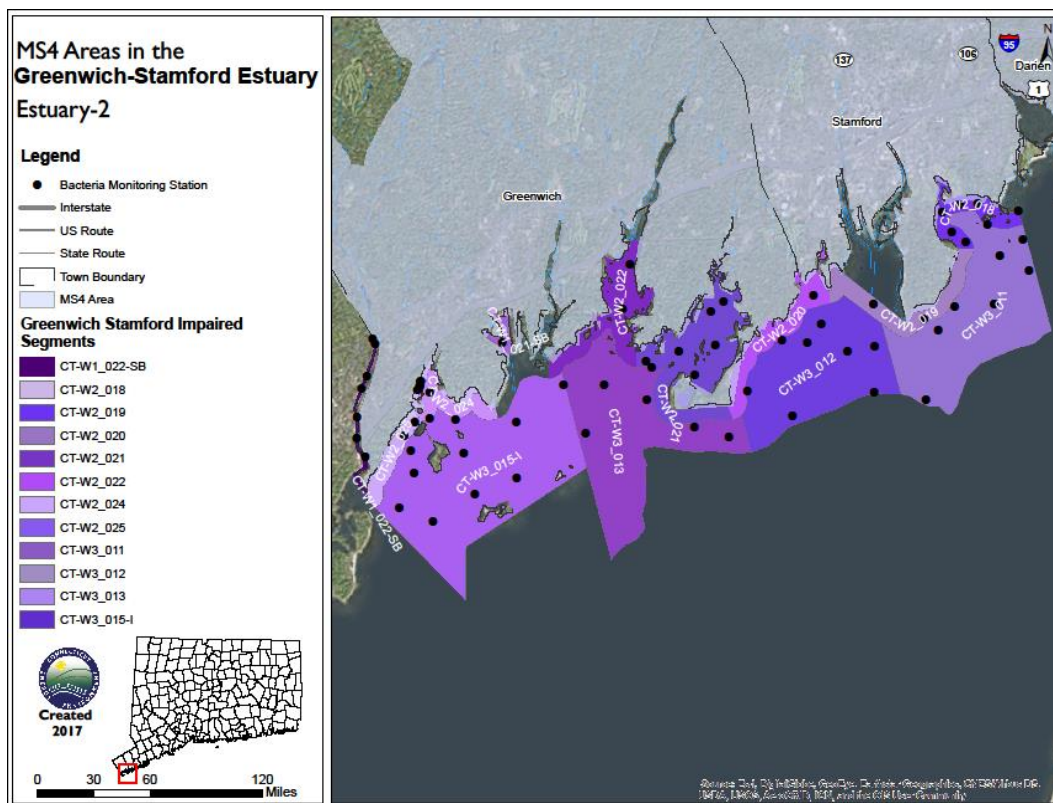 MS4 Areas in the
Greenwich-Stamford Estuary
Estuary-2
Legend
Bacteria Monitoring Station
Interstate
US Route
State Route
Town Boundary
MS4 Area
Greenwich Stamford Impaired
Segments
CT-W1_022-SB
CT-W2_018
CT-W2_019
CT-W2_020
CT-W2_021
CT-W2_022
CT-W2_024
CT-W2_025
CT-W3_011
CT-W3_012
CT-W3_013
CT-W3_015-I
CONNECTICUT
Created
2017
0 30 60 120
Miles
N
95
106
Darien
1
137
Stamford
Greenwich
CT-W2_018
CT-W2_022
021-SB
CT-W2_019
CT-W3_011
CT-W2_020
CT-W3_012
CT-W2_024
CT-W2_021
CT-W3_013
CT-W3_015-I
CT-W1_022-SB